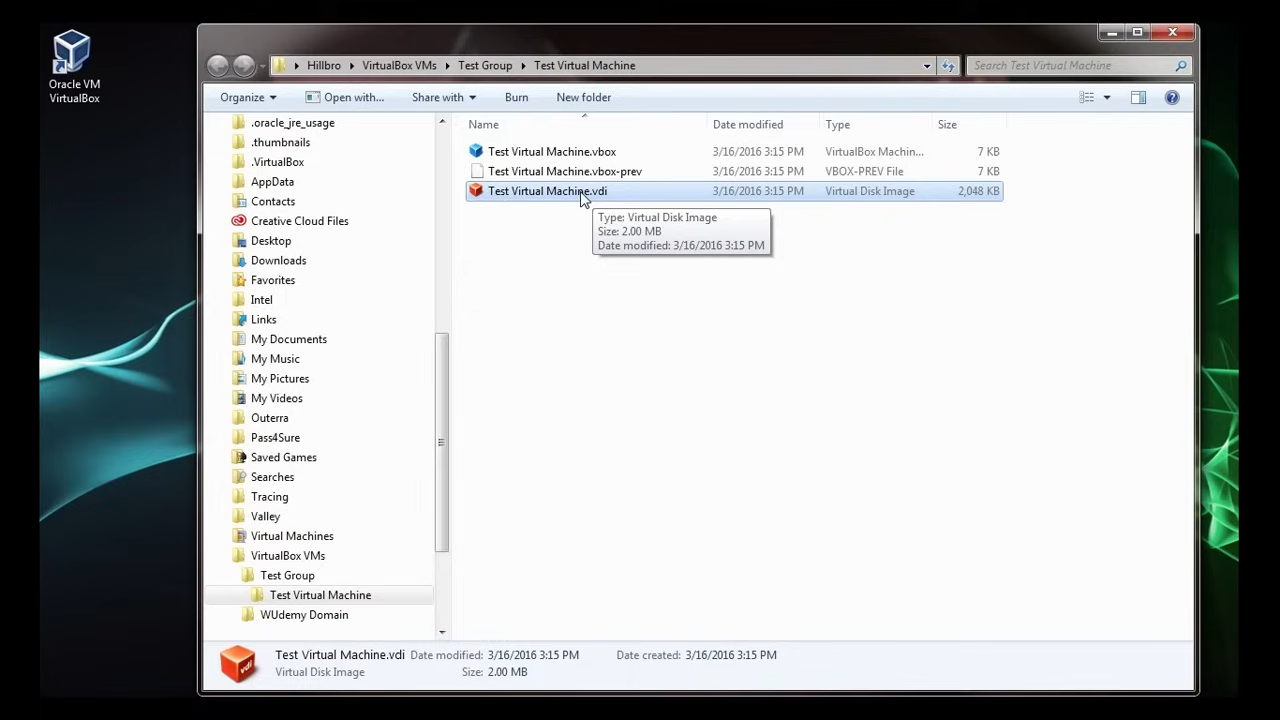 Oracle VM
VirtualBox
Hillbro
VirtualBox VMs
Test Group
Test Virtual Machine
Search Test Virtual Machine
Organize
Open with...
Share with
Burn
New folder
.oracle_jre_usage
.thumbnails
.VirtualBox
AppData
Contacts
Creative Cloud Files
Desktop
Downloads
Favorites
Intel
Links
My Documents
My Music
My Pictures
My Videos
Outerra
Pass4Sure
Saved Games
Searches
Tracing
Valley
Virtual Machines
VirtualBox VMs
Test Group
Test Virtual Machine
WUdemy Domain
Name Date modified Type Size
Test Virtual Machine.vbox 3/16/2016 3:15 PM VirtualBox Machin... 7 KB
Test Virtual Machine.vbox-prev 3/16/2016 3:15 PM VBOX-PREV File 7 KB
Test Virtual Machine.vdi 3/16/2016 3:15 PM Virtual Disk Image 2,048 KB
Type: Virtual Disk Image
Size: 2.00 MB
Date modified: 3/16/2016 3:15 PM
vdi
Test Virtual Machine.vdi Date modified: 3/16/2016 3:15 PM Date created: 3/16/2016 3:15 PM
Virtual Disk Image Size: 2.00 MB